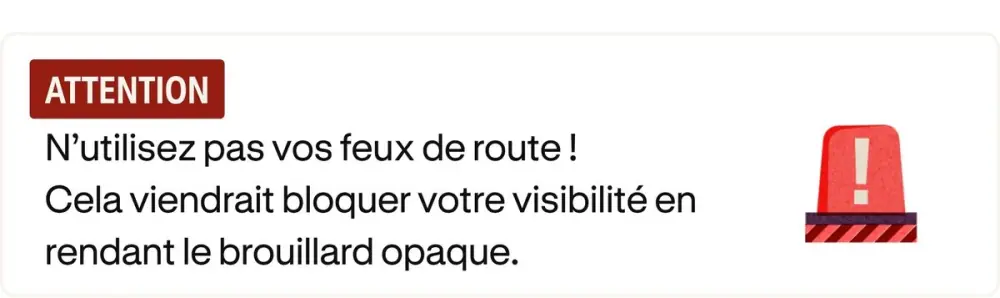 ATTENTION
N’utilisez pas vos feux de route !
Cela viendrait bloquer votre visibilité en
rendant le brouillard opaque.
!